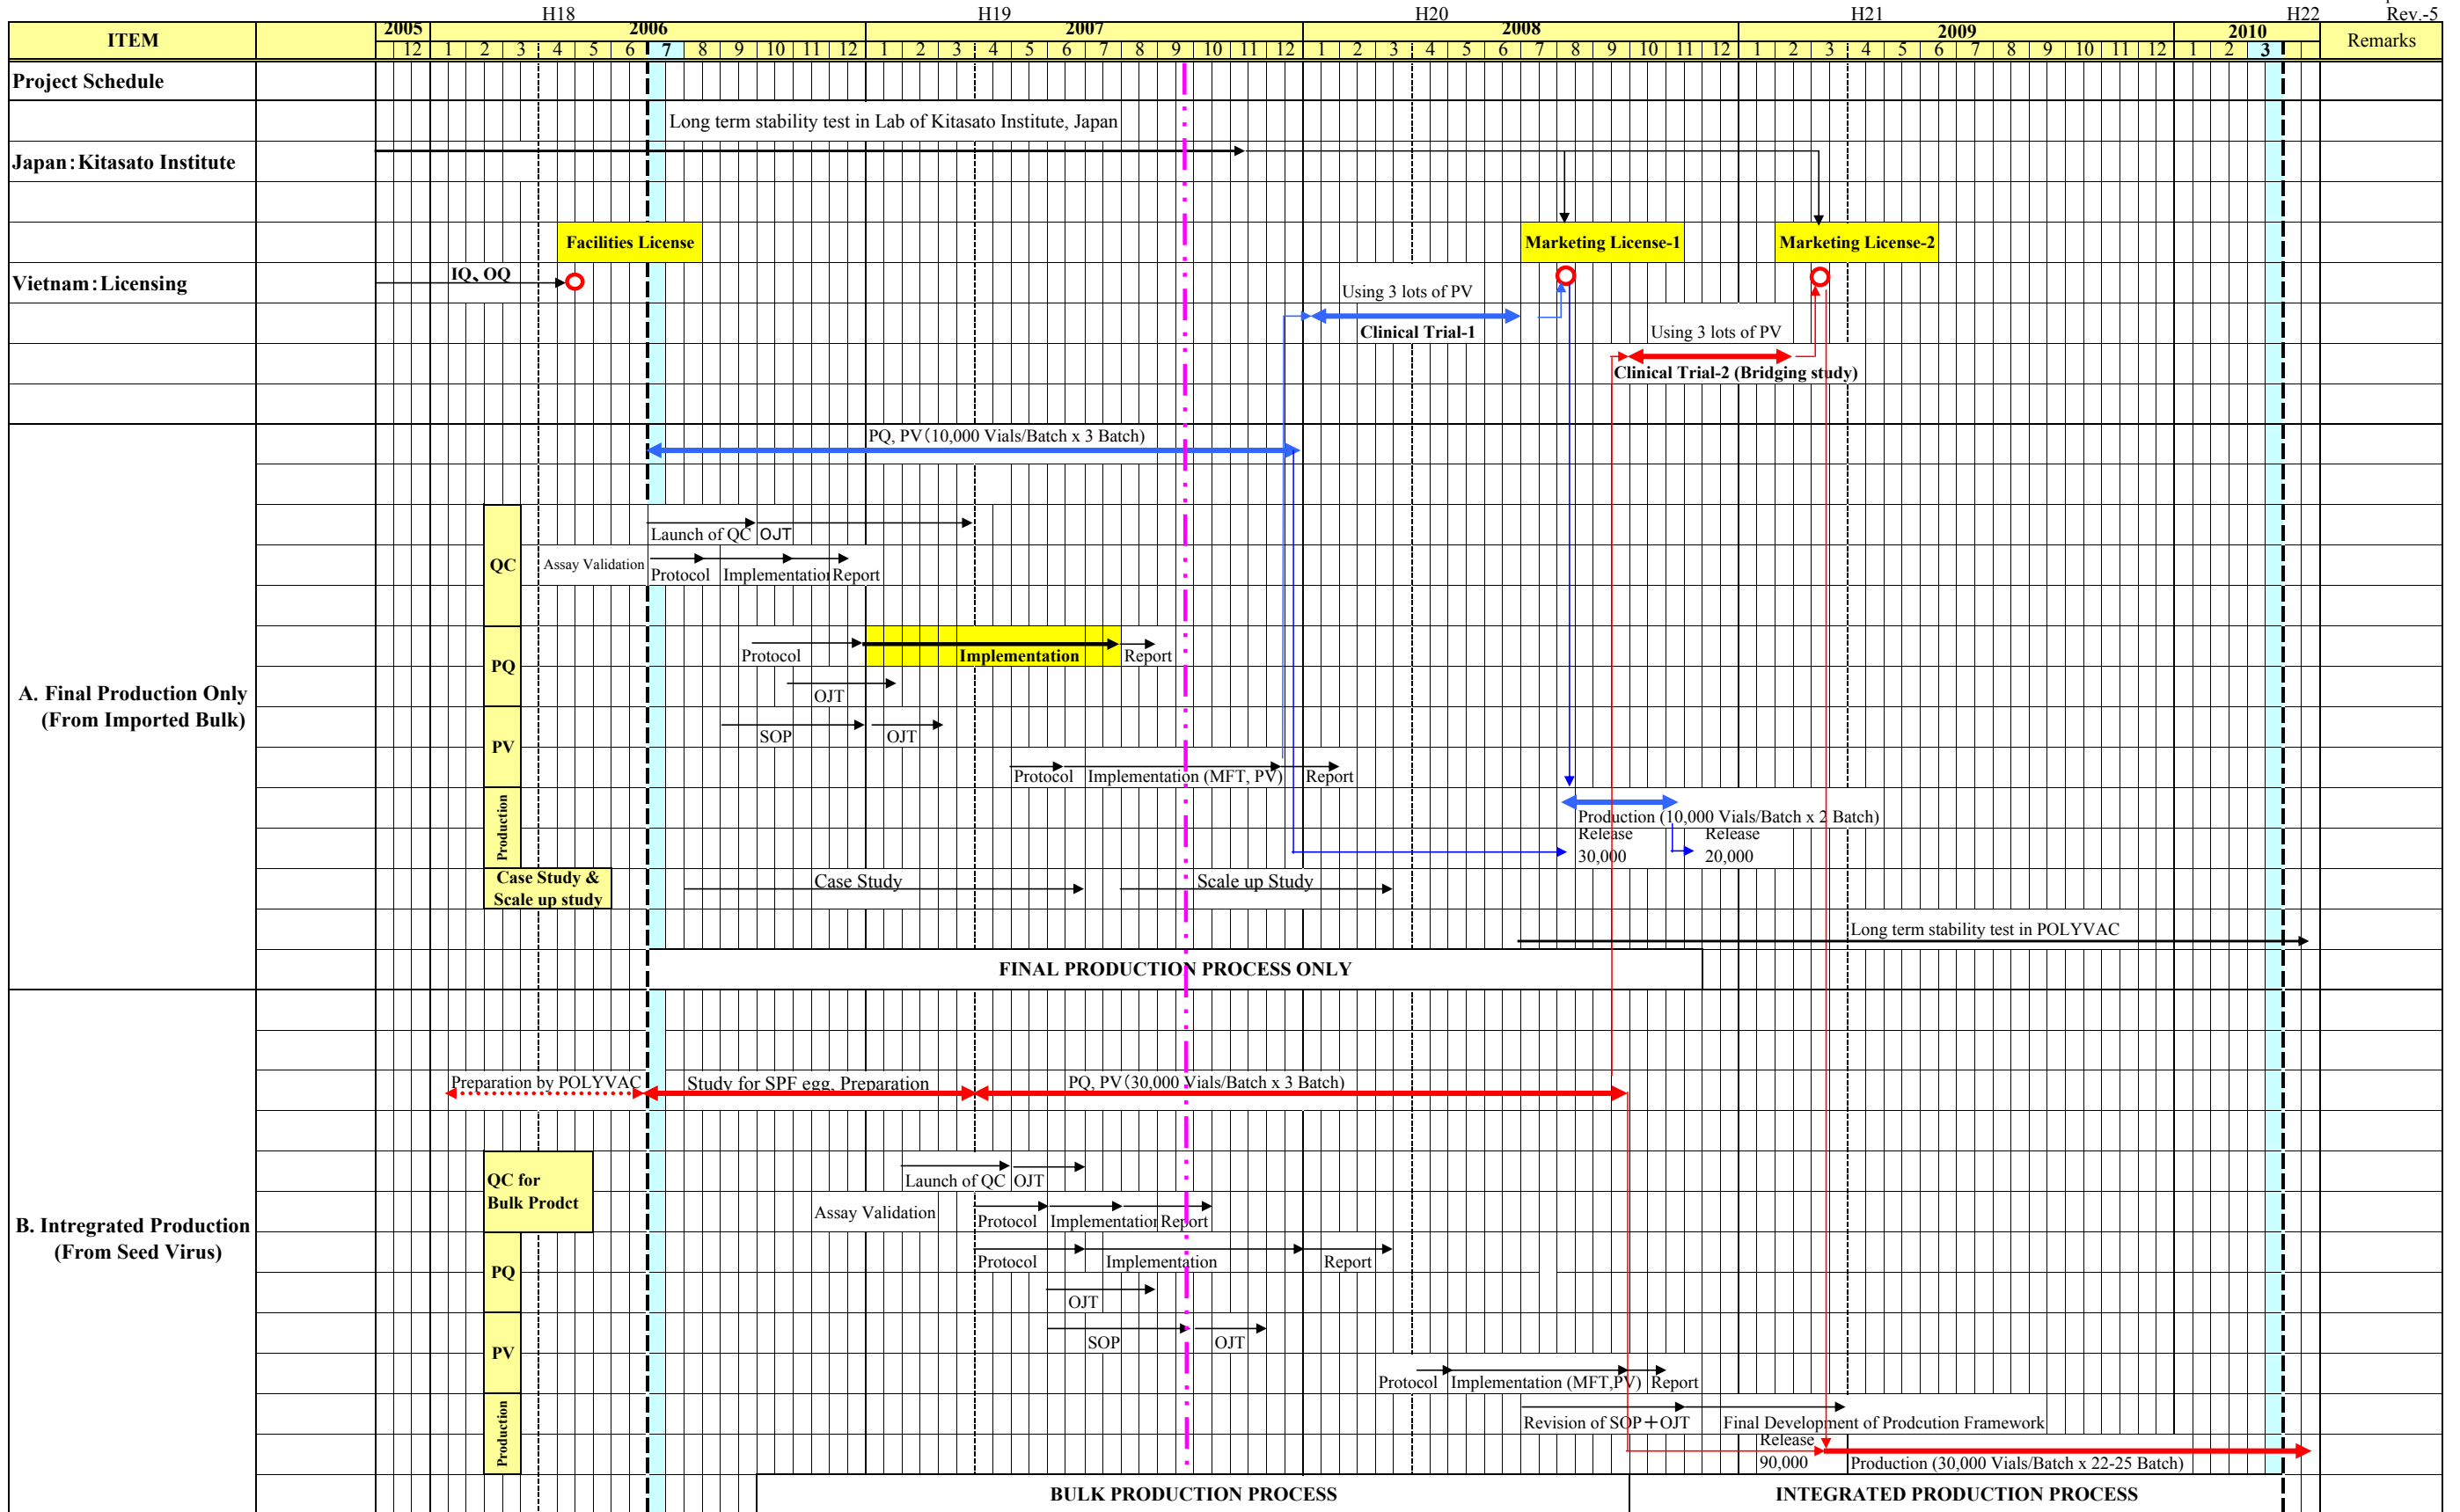 H18 H19 H20 H21 H22 Rev.-5
ITEM 2005 2006 2007 2008 2009 2010 Remarks
12 1 2 3 4 5 6 7 8 9 10 11 12 1 2 3 4 5 6 7 8 9 10 11 12 1 2 3 4 5 6 7 8 9 10 11 12 1 2 3 4 5 6 7 8 9 10 11 12 1 2 3
Project Schedule
Long term stability test in Lab of Kitasato Institute, Japan
Japan:Kitasato Institute
Facilities License Marketing License-1 Marketing License-2
Vietnam:Licensing
IQ、OQ
Using 3 lots of PV
Clinical Trial-1
Using 3 lots of PV
Clinical Trial-2 (Bridging study)
PQ, PV(10,000 Vials/Batch x 3 Batch)
Launch of QC OJT
QC
Assay Validation
Protocol Implementation Report
PQ
Protocol Implementation Report
OJT
A. Final Production Only
(From Imported Bulk)
PV
SOP OJT
Protocol Implementation (MFT, PV) Report
Production
Production (10,000 Vials/Batch x 2 Batch)
Release Release
30,000 20,000
Case Study &
Scale up study
Case Study Scale up Study
Long term stability test in POLYVAC
FINAL PRODUCTION PROCESS ONLY
Preparation by POLYVAC Study for SPF egg, Preparation PQ, PV(30,000 Vials/Batch x 3 Batch)
QC for
Bulk Prodct
Launch of QC OJT
Assay Validation Protocol Implementation Report
B. Intregrated Production
(From Seed Virus)
PQ
Protocol Implementation Report
OJT
PV
SOP OJT
Protocol Implementation (MFT,PV) Report
Production
Revision of SOP+OJT Final Development of Prodcution Framework
Release
90,000 Production (30,000 Vials/Batch x 22-25 Batch)
BULK PRODUCTION PROCESS INTEGRATED PRODUCTION PROCESS